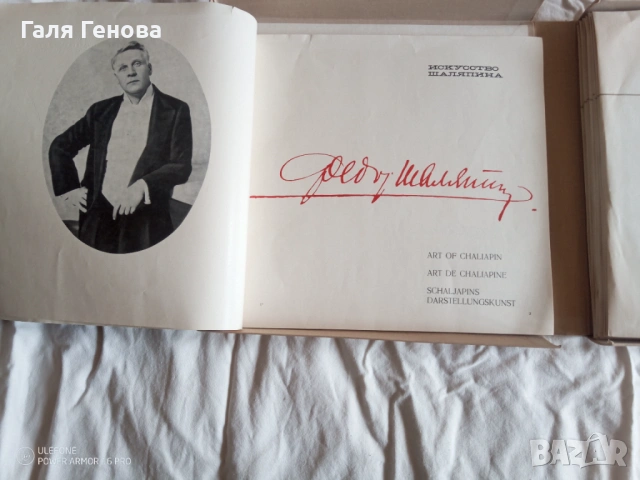 Галя Генова
ИСКУССТВО
ШАЛЯПИНА
Федор Шаляпин
ART OF CHALIAPIN
ART DE CHALIAPINE
SCHALJAPINS
DARSTELLUNGSKUNST
ULEFONE
POWER ARMOR 6 PRO
BAZAR